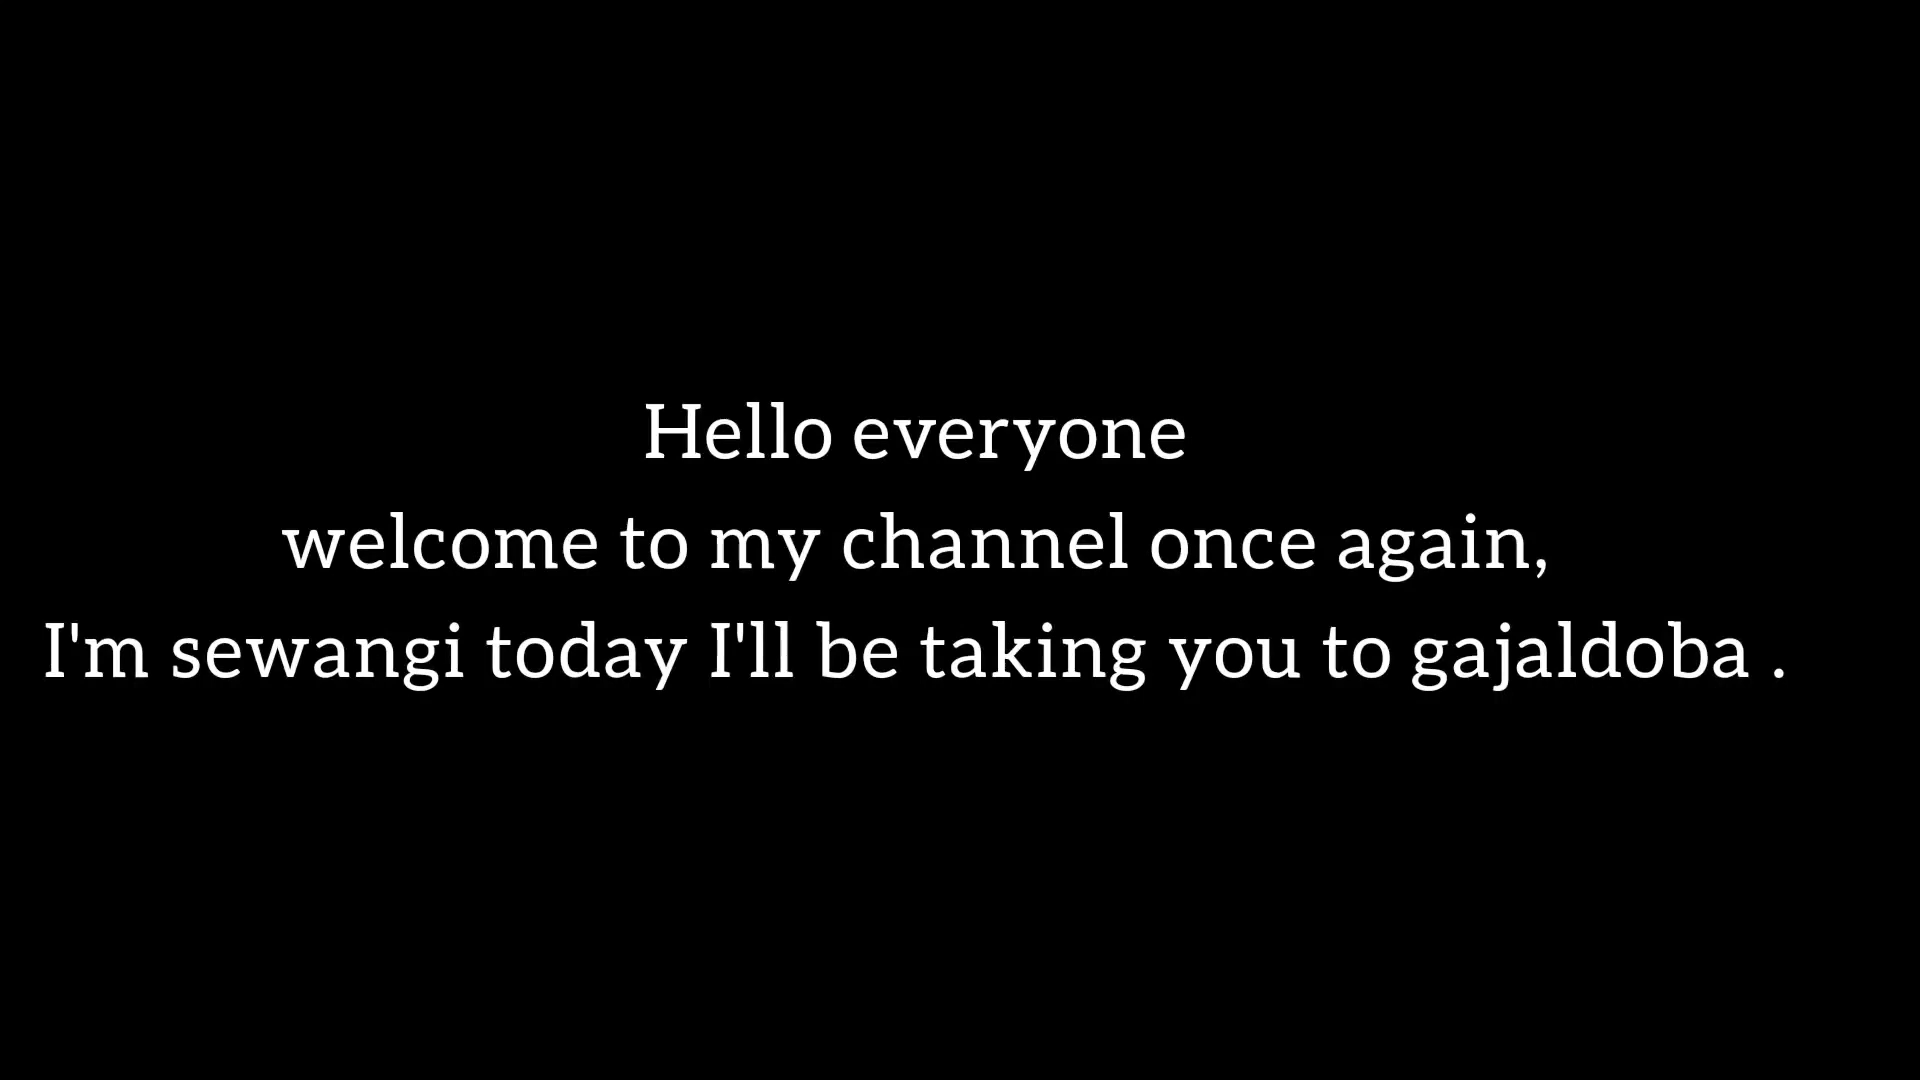 Hello everyone
welcome to my channel once again,
I'm sewangi today I'll be taking you to gajaldoba .